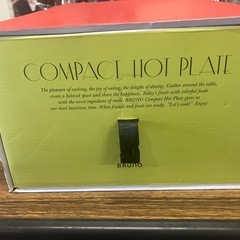 COMPACT HOT PLATE
The pleasure of cooking, the joy of eating, the delight of dining. Gather around the table,
create a beloved space and share the happiness. Today's feasts with colorful foods
with the secret ingredient of smile. BRUNO Compact Hot Plate gives us
our most luxurious time. When friends and foods are ready, "Let's cook!" Enjoy!
BRUNO